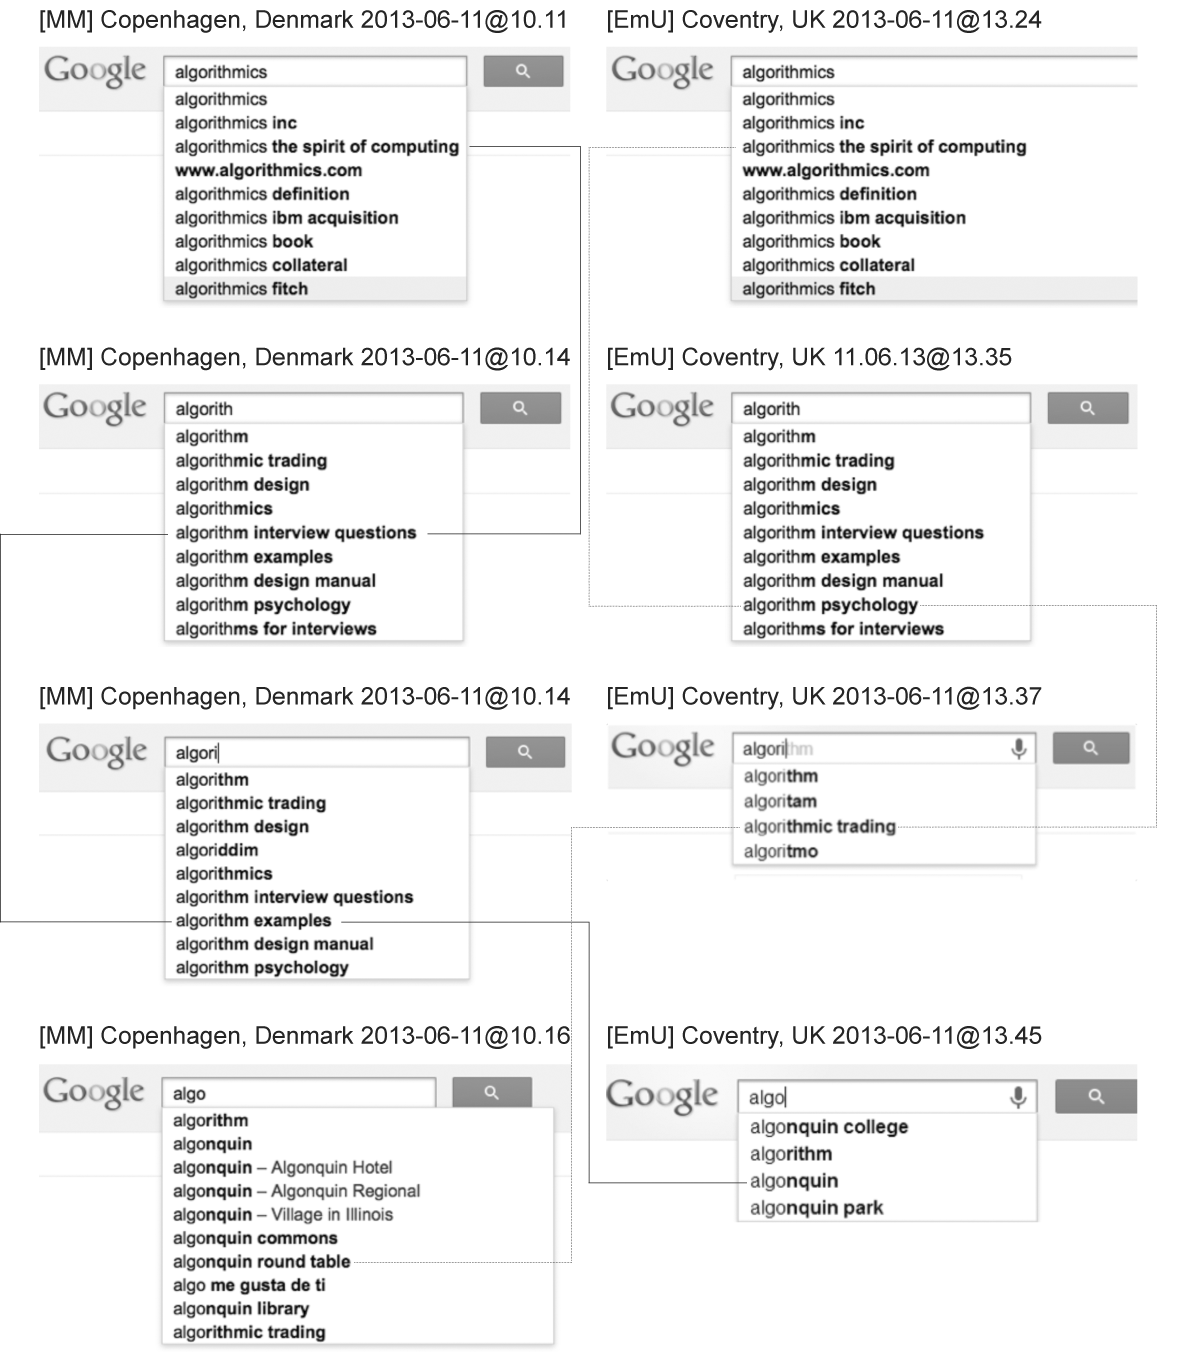 [MM] Copenhagen, Denmark 2013-06-11@10.11
Google
algorithmics
algorithmics
algorithmics inc
algorithmics the spirit of computing
www.algorithmics.com
algorithmics definition
algorithmics ibm acquisition
algorithmics book
algorithmics collateral
algorithmics fitch
[EmU] Coventry, UK 2013-06-11@13.24
Google
algorithmics
algorithmics
algorithmics inc
algorithmics the spirit of computing
www.algorithmics.com
algorithmics definition
algorithmics ibm acquisition
algorithmics book
algorithmics collateral
algorithmics fitch
[MM] Copenhagen, Denmark 2013-06-11@10.14
Google
algorith
algorithm
algorithmic trading
algorithm design
algorithmics
algorithm interview questions
algorithm examples
algorithm design manual
algorithm psychology
algorithms for interviews
[EmU] Coventry, UK 11.06.13@13.35
Google
algorith
algorithm
algorithmic trading
algorithm design
algorithmics
algorithm interview questions
algorithm examples
algorithm design manual
algorithm psychology
algorithms for interviews
[MM] Copenhagen, Denmark 2013-06-11@10.14
Google
algori
algorithm
algorithmic trading
algorithm design
algoriddim
algorithmics
algorithm interview questions
algorithm examples
algorithm design manual
algorithm psychology
[EmU] Coventry, UK 2013-06-11@13.37
Google
algorithm
algorithm
algoritam
algorithmic trading
algoritmo
[MM] Copenhagen, Denmark 2013-06-11@10.16
Google
algo
algorithm
algonquin
algonquin – Algonquin Hotel
algonquin – Algonquin Regional
algonquin – Village in Illinois
algonquin commons
algonquin round table
algo me gusta de ti
algonquin library
algorithmic trading
[EmU] Coventry, UK 2013-06-11@13.45
Google
algo
algonquin college
algorithm
algonquin
algonquin park